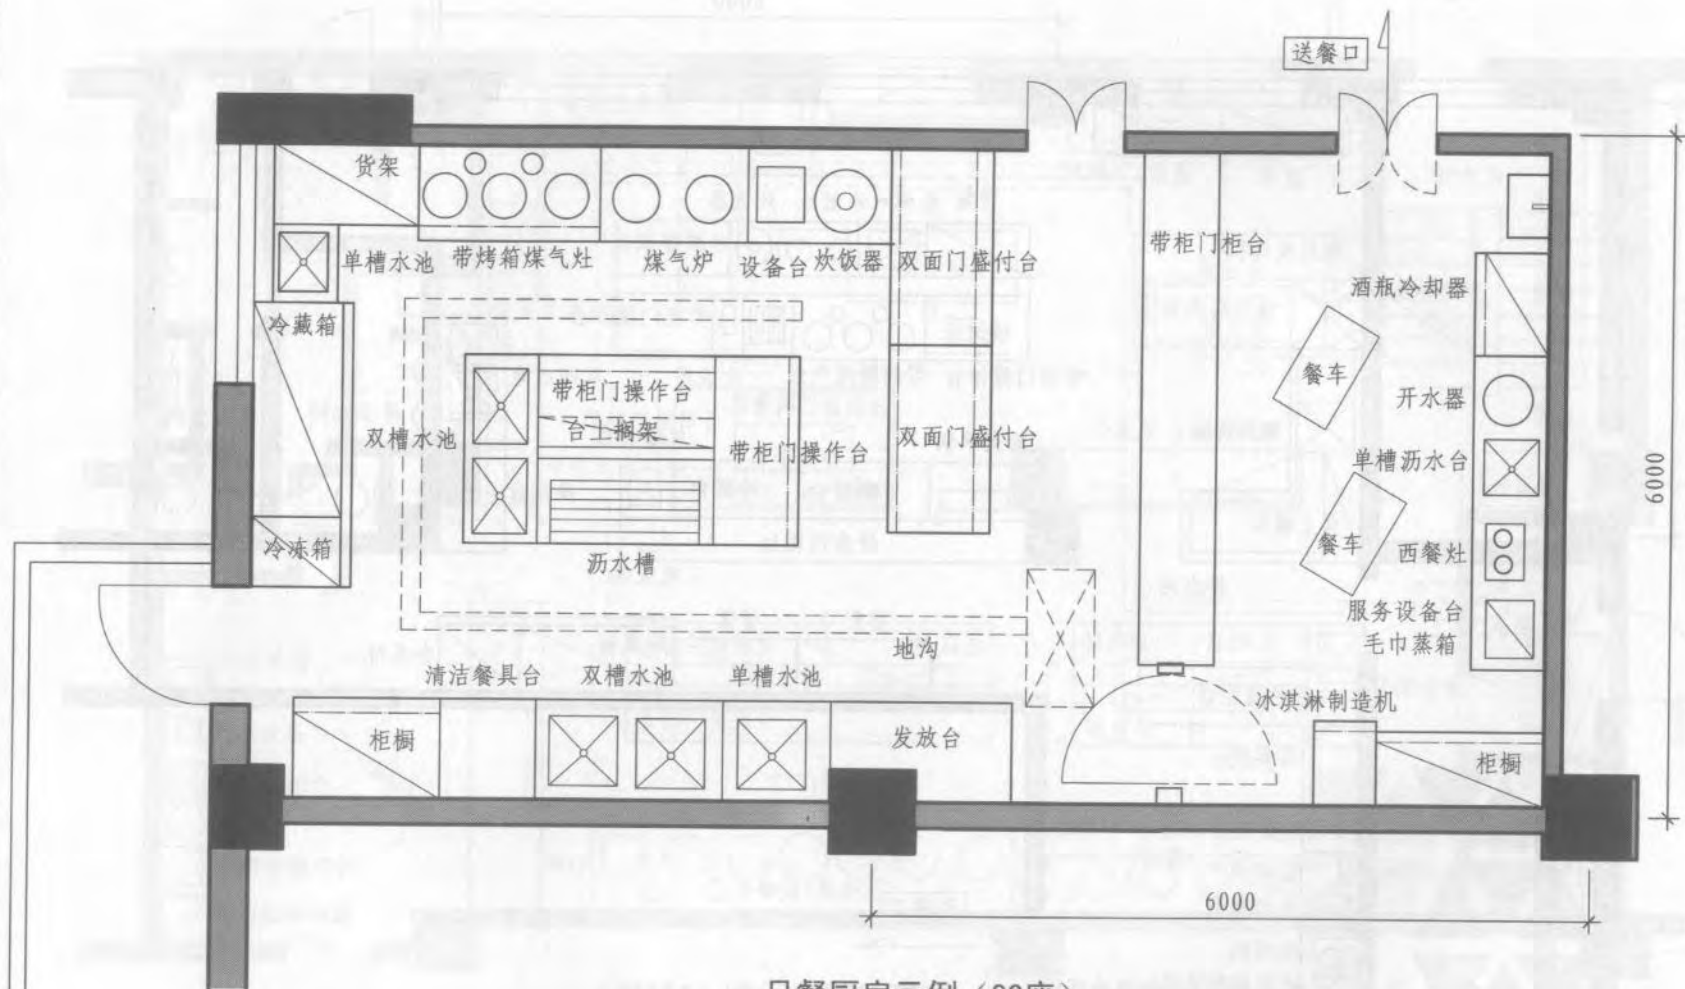 送餐口
货架
单槽水池
带烤箱煤气灶
煤气炉
设备台
炊饭器
双面门盛付台
带柜门柜台
酒瓶冷却器
冷藏箱
餐车
开水器
带柜门操作台
台上搁架
双槽水池
带柜门操作台
双面门盛付台
单槽沥水台
6000
冷冻箱
沥水槽
餐车
西餐灶
服务设备台
毛巾蒸箱
地沟
清洁餐具台
双槽水池
单槽水池
冰淇淋制造机
柜橱
发放台
柜橱
6000